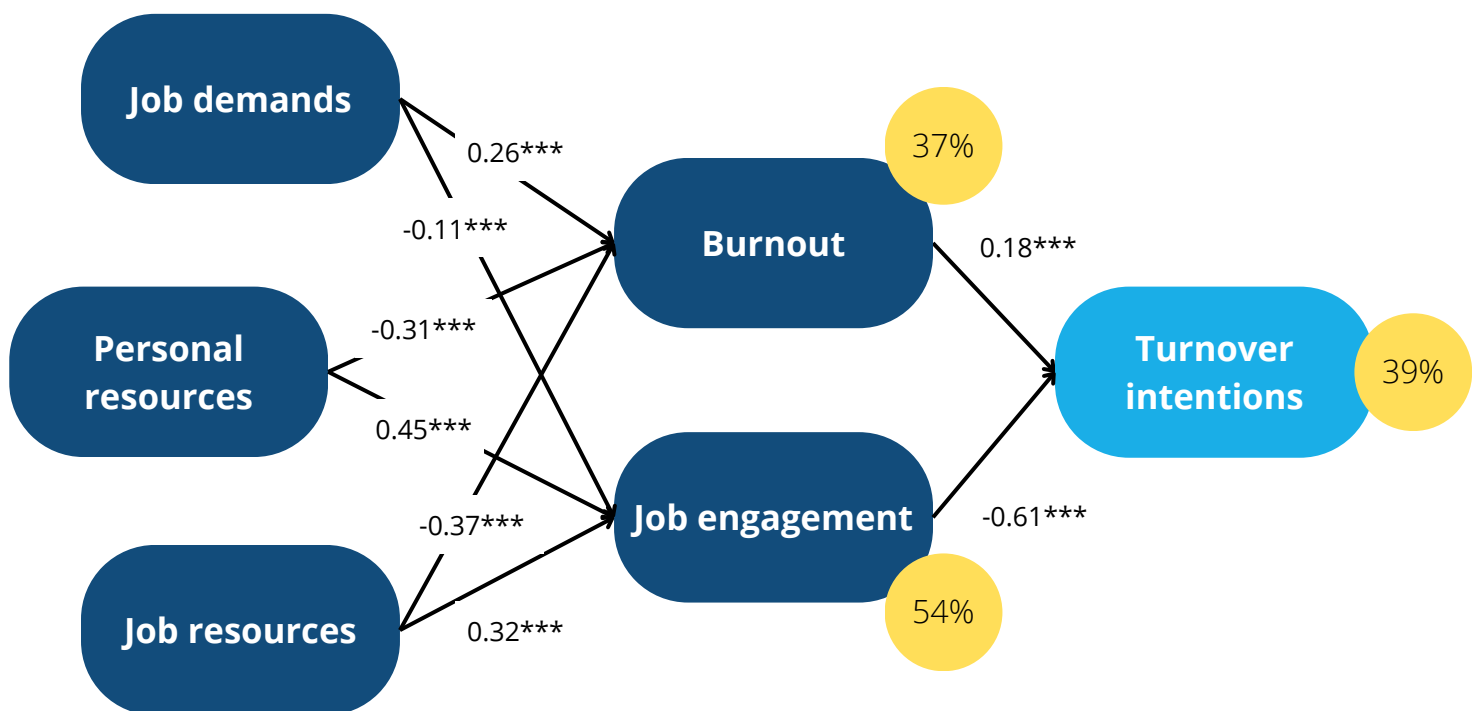 Job demands
0.26***
-0.11***
Personal
resources
-0.31***
0.45***
Job resources
-0.37***
0.32***
37%
Burnout
0.18***
Job engagement
54%
-0.61***
Turnover
intentions
39%